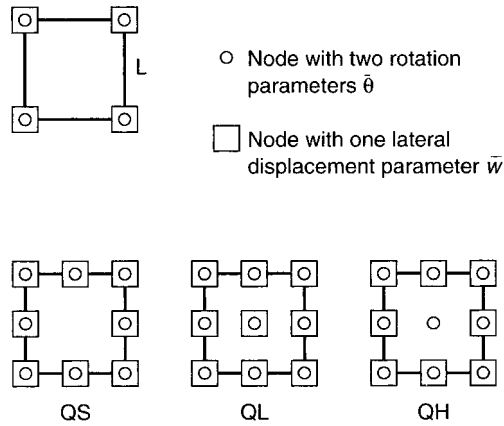 L
Node with two rotation
parameters θ̄
Node with one lateral
displacement parameter w̄
QS
QL
QH